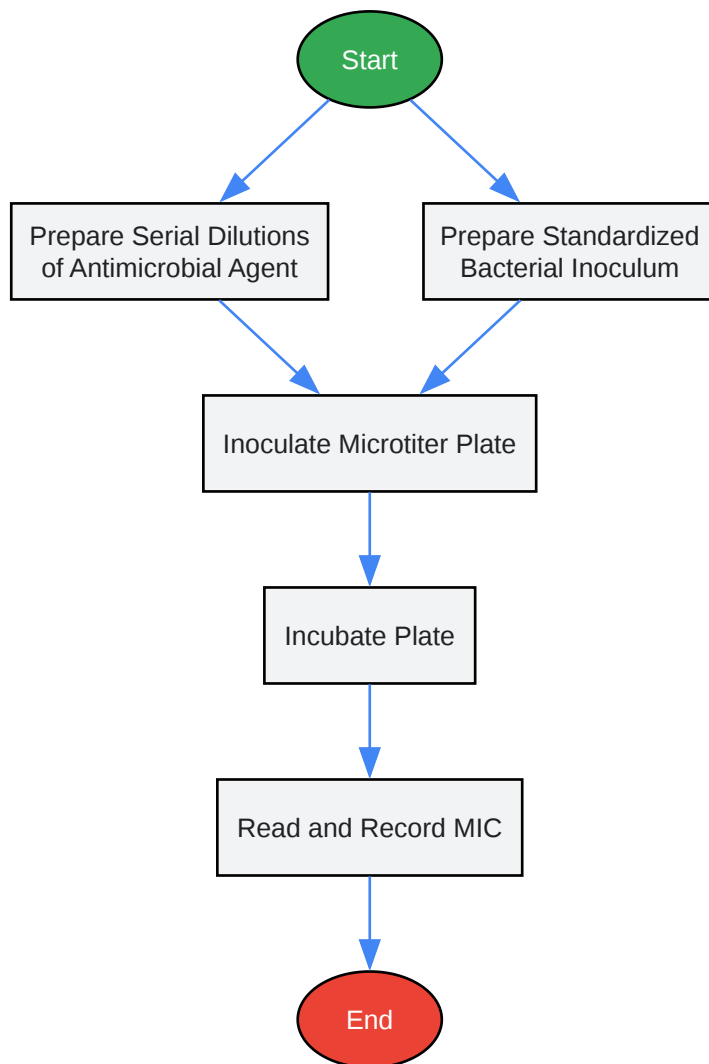 Start
Prepare Serial Dilutions
of Antimicrobial Agent
Prepare Standardized
Bacterial Inoculum
Inoculate Microtiter Plate
Incubate Plate
Read and Record MIC
End